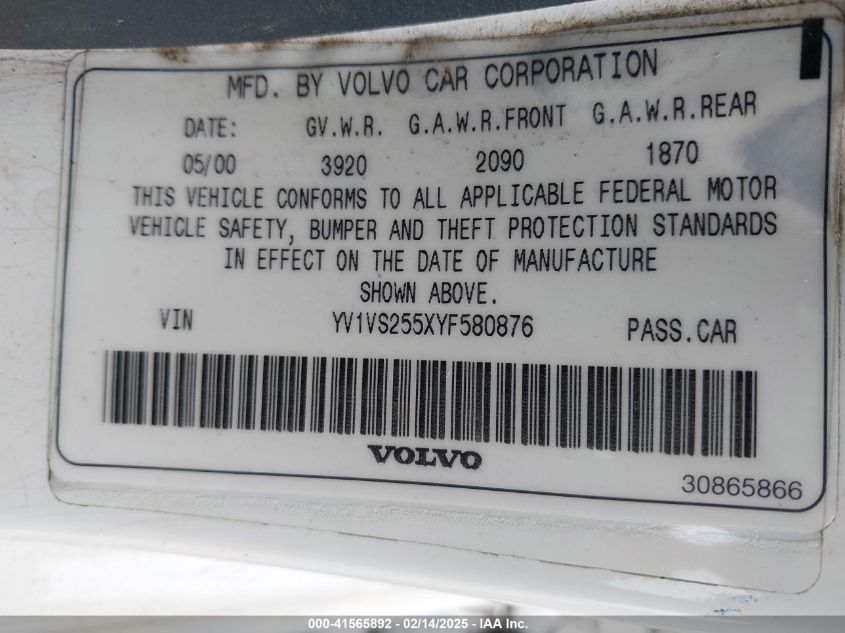 MFD. BY VOLVO CAR CORPORATION
DATE: GV.W.R. G.A.W.R.FRONT G.A.W.R.REAR
05/00 3920 2090 1870
THIS VEHICLE CONFORMS TO ALL APPLICABLE FEDERAL MOTOR
VEHICLE SAFETY, BUMPER AND THEFT PROTECTION STANDARDS
IN EFFECT ON THE DATE OF MANUFACTURE
SHOWN ABOVE.
VIN YV1VS255XYF580876 PASS.CAR
VOLVO
30865866
000-41565892 - 02/14/2025 - IAA Inc.